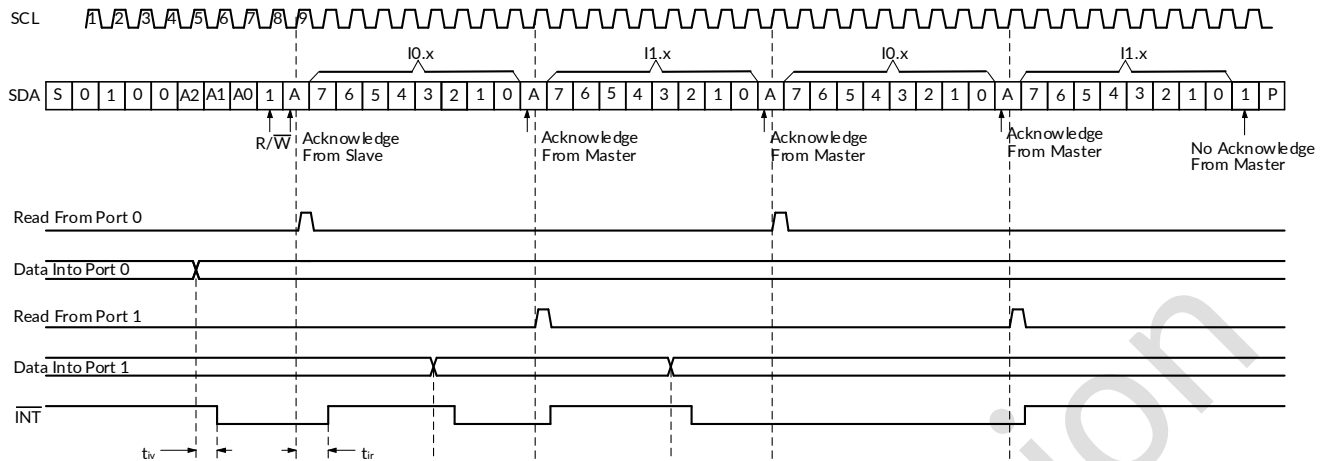 SCL 1 2 3 4 5 6 7 8 9
I0.x I1.x I0.x I1.x
SDA S 0 1 0 0 A2 A1 A0 1 A 7 6 5 4 3 2 1 0 A 7 6 5 4 3 2 1 0 A 7 6 5 4 3 2 1 0 A 7 6 5 4 3 2 1 0 1 P
R/W Acknowledge From Slave
Acknowledge From Master
Acknowledge From Master
Acknowledge From Master
No Acknowledge From Master
Read From Port 0
Data Into Port 0
Read From Port 1
Data Into Port 1
INT
tiv tir